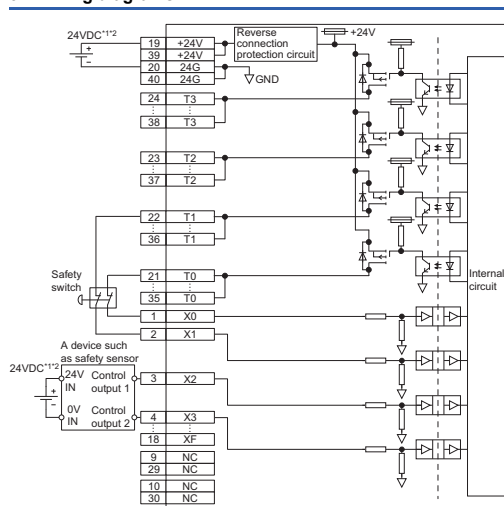 24VDC*1*2
19 +24V
39 +24V
20 24G
40 24G
Reverse
connection
protection circuit
+24V
GND
24 T3
38 T3
23 T2
37 T2
22 T1
36 T1
Safety
switch
21 T0
35 T0
1 X0
2 X1
Internal
circuit
A device such
as safety sensor
24VDC*1*2
24V
IN
Control
output 1
0V
IN
Control
output 2
3 X2
4 X3
18 XF
9 NC
29 NC
10 NC
30 NC